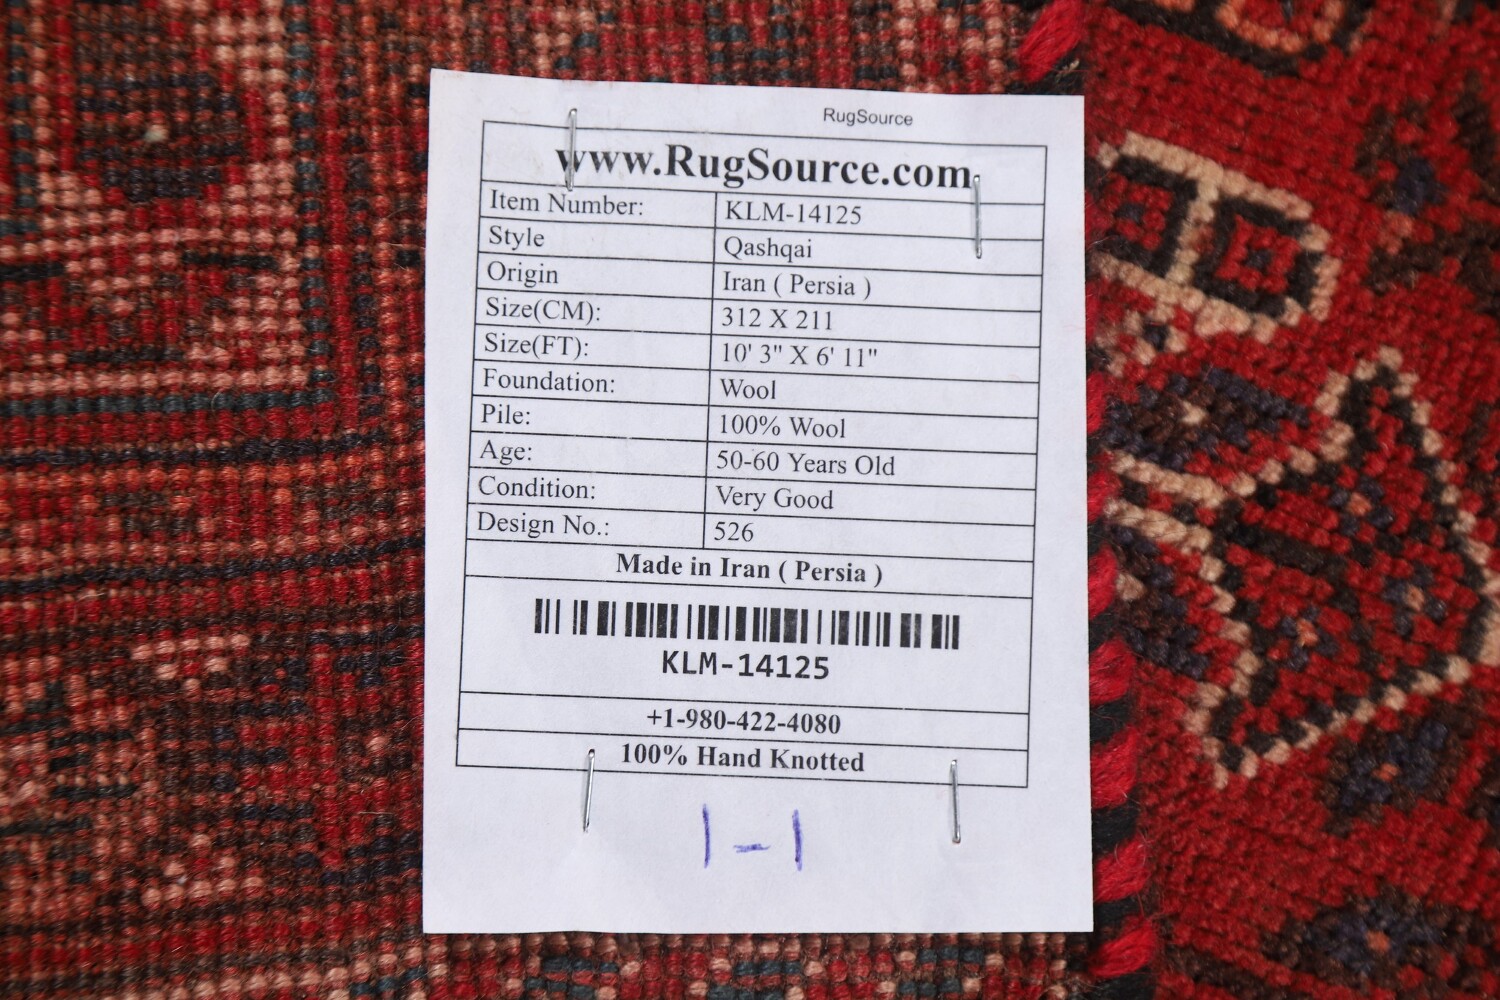 RugSource
www.RugSource.com
Item Number: KLM-14125
Style Qashqai
Origin Iran ( Persia )
Size(CM): 312 X 211
Size(FT): 10' 3" X 6' 11"
Foundation: Wool
Pile: 100% Wool
Age: 50-60 Years Old
Condition: Very Good
Design No.: 526
Made in Iran ( Persia )
KLM-14125
+1-980-422-4080
100% Hand Knotted
1-1